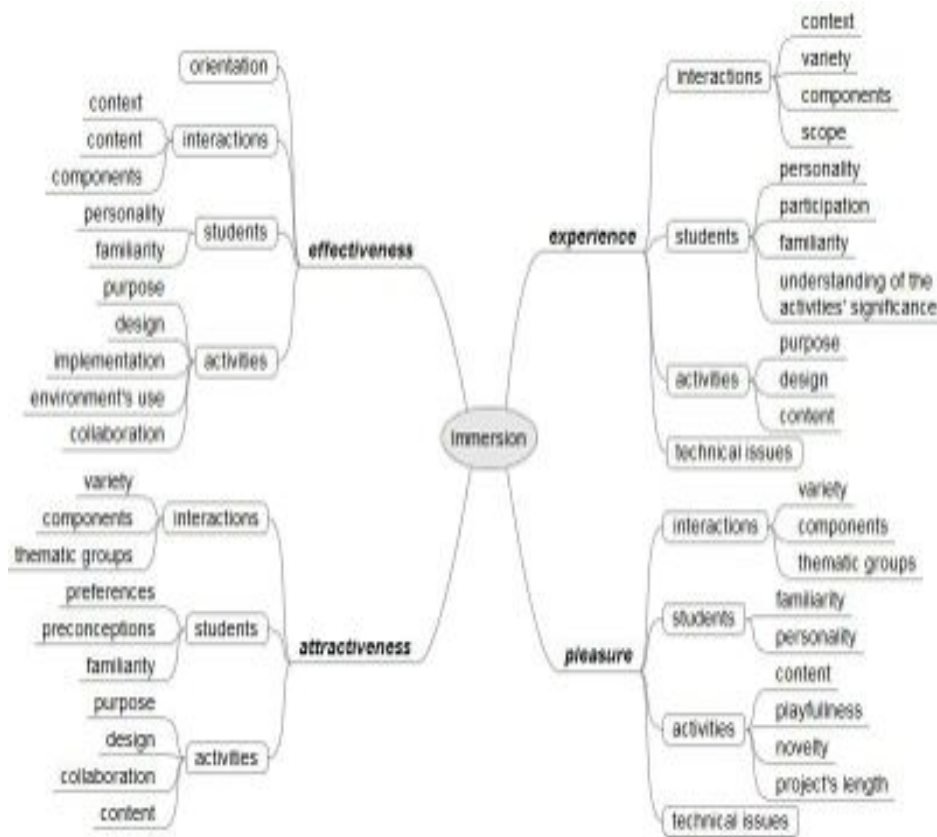 orientation
context
content
components
interactions
personality
familiarity
students
effectiveness
purpose
design
implementation
environment's use
collaboration
activities
context
variety
components
scope
interactions
personality
participation
familiarity
understanding of the
activities' significance
students
experience
purpose
design
content
activities
technical issues
Immersion
variety
components
thematic groups
interactions
preferences
preconceptions
familiarity
students
attractiveness
purpose
design
collaboration
content
activities
variety
components
thematic groups
interactions
familiarity
personality
students
pleasure
content
playfullness
novelty
project's length
activities
technical issues